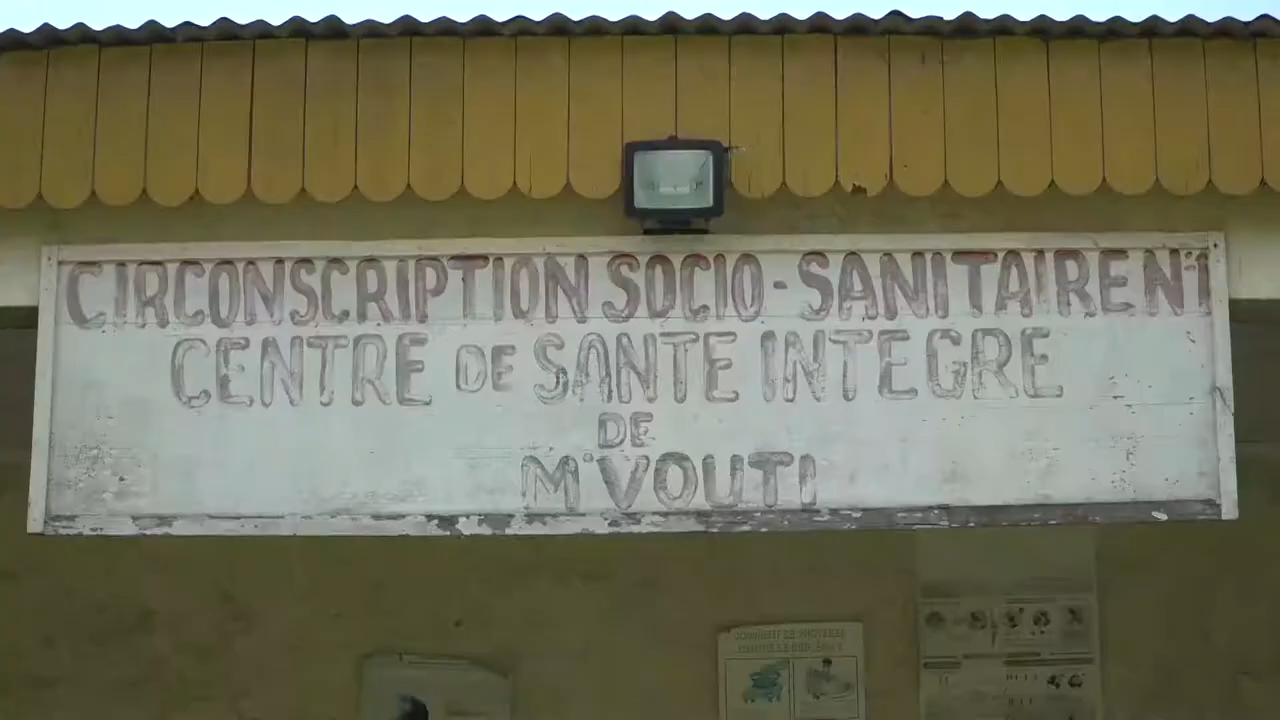 CIRCONSCRIPTION SOCIO-SANITAIRE N°1
CENTRE DE SANTE INTEGRE
DE
M'VOUTI